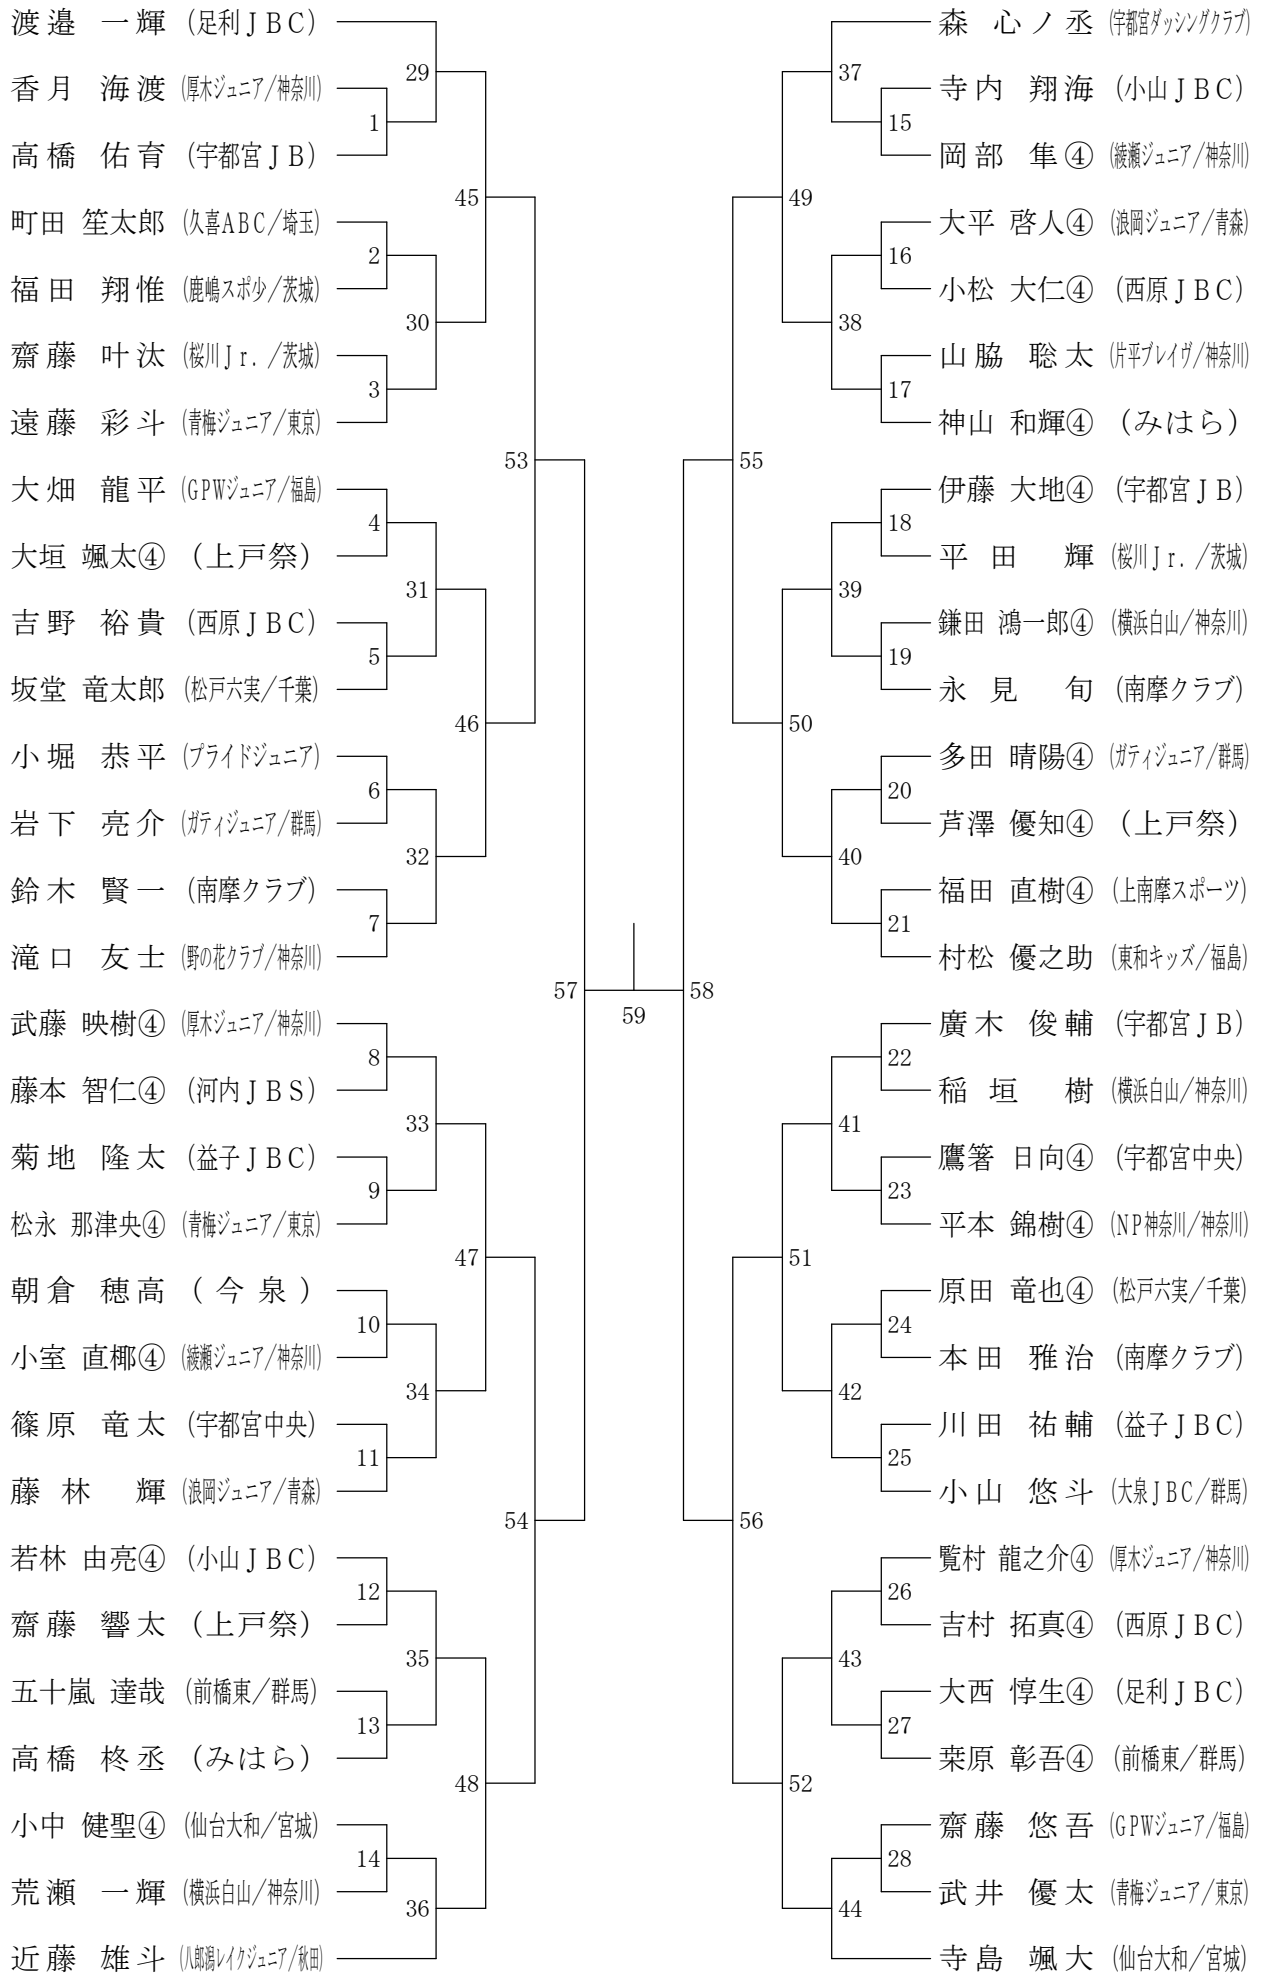 渡邉 一輝 (足利JBC)
香月 海渡 (厚木ジュニア/神奈川)
高橋 佑育 (宇都宮JB)
町田 笙太郎 (久喜ABC/埼玉)
福田 翔惟 (鹿嶋スポ少/茨城)
齋藤 叶汰 (桜川Jr./茨城)
遠藤 彩斗 (青梅ジュニア/東京)
大畑 龍平 (GPWジュニア/福島)
大垣 颯太④ (上戸祭)
吉野 裕貴 (西原JBC)
坂堂 竜太郎 (松戸六実/千葉)
小堀 恭平 (プライドジュニア)
岩下 亮介 (ガティジュニア/群馬)
鈴木 賢一 (南摩クラブ)
滝口 友士 (野の花クラブ/神奈川)
武藤 映樹④ (厚木ジュニア/神奈川)
藤本 智仁④ (河内JBS)
菊地 隆太 (益子JBC)
松永 那津央④ (青梅ジュニア/東京)
朝倉 穂高 (今泉)
小室 直椰④ (綾瀬ジュニア/神奈川)
篠原 竜太 (宇都宮中央)
藤林 輝 (浪岡ジュニア/青森)
若林 由亮④ (小山JBC)
齋藤 響太 (上戸祭)
五十嵐 達哉 (前橋東/群馬)
高橋 柊丞 (みはら)
小中 健聖④ (仙台大和/宮城)
荒瀬 一輝 (横浜白山/神奈川)
近藤 雄斗 (八郎潟レイクジュニア/秋田)
1
2
3
4
5
6
7
8
9
10
11
12
13
14
29
30
31
32
33
34
35
36
45
46
47
48
53
54
57
59
58
55
56
49
50
51
52
37
38
39
40
41
42
43
44
15
16
17
18
19
20
21
22
23
24
25
26
27
28
森 心ノ丞 (宇都宮ダッシングクラブ)
寺内 翔海 (小山JBC)
岡部 隼④ (綾瀬ジュニア/神奈川)
大平 啓人④ (浪岡ジュニア/青森)
小松 大仁④ (西原JBC)
山脇 聡太 (片平ブレイヴ/神奈川)
神山 和輝④ (みはら)
伊藤 大地④ (宇都宮JB)
平田 輝 (桜川Jr./茨城)
鎌田 鴻一郎④ (横浜白山/神奈川)
永見 旬 (南摩クラブ)
多田 晴陽④ (ガティジュニア/群馬)
芦澤 優知④ (上戸祭)
福田 直樹④ (上南摩スポーツ)
村松 優之助 (東和キッズ/福島)
廣木 俊輔 (宇都宮JB)
稲垣 樹 (横浜白山/神奈川)
鷹箸 日向④ (宇都宮中央)
平本 錦樹④ (NP神奈川/神奈川)
原田 竜也④ (松戸六実/千葉)
本田 雅治 (南摩クラブ)
川田 祐輔 (益子JBC)
小山 悠斗 (大泉JBC/群馬)
覧村 龍之介④ (厚木ジュニア/神奈川)
吉村 拓真④ (西原JBC)
大西 惇生④ (足利JBC)
桒原 彰吾④ (前橋東/群馬)
齋藤 悠吾 (GPWジュニア/福島)
武井 優太 (青梅ジュニア/東京)
寺島 颯大 (仙台大和/宮城)